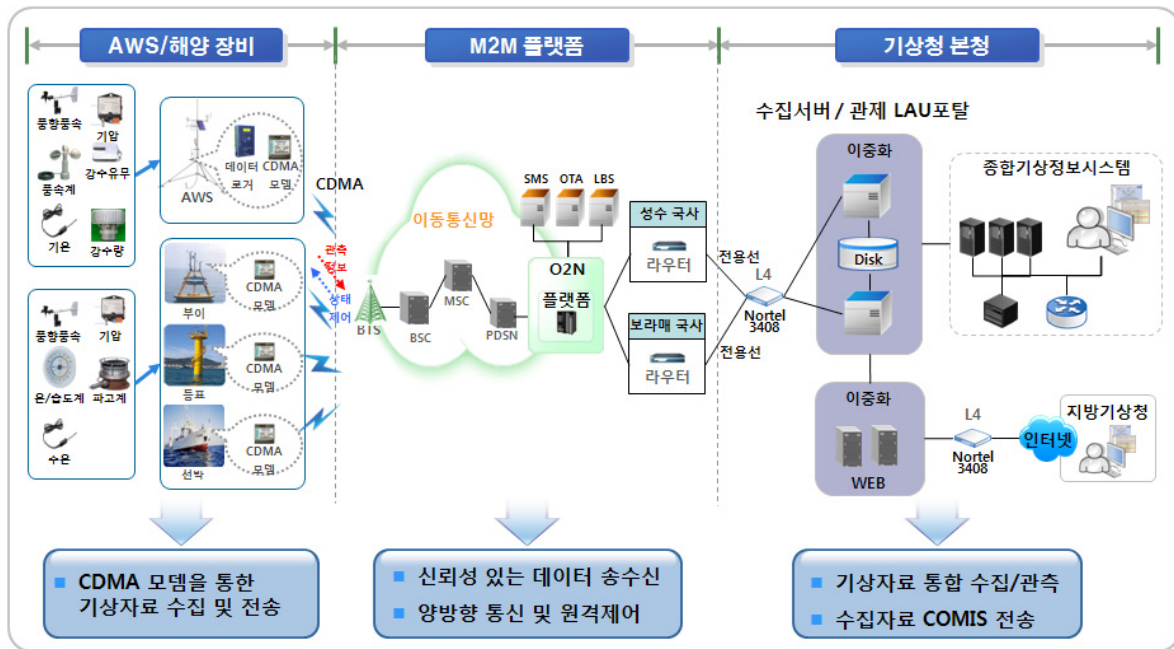 AWS/해양 장비
M2M 플랫폼
기상청 본청
풍향풍속
기압
풍속계
강수유무
기온
강수량
AWS
데이터
로거
CDMA
모뎀
CDMA
풍향풍속
기압
온/습도계
파고계
수온
부이
CDMA
모뎀
등표
CDMA
모뎀
선박
CDMA
모뎀
관측
정보
상태
제어
이동통신망
BTS
BSC
MSC
PDSN
SMS
OTA
LBS
O2N
플랫폼
성수 국사
라우터
보라매 국사
라우터
전용선
전용선
L4
Nortel
3408
수집서버 / 관제 LAU포탈
이중화
Disk
종합기상정보시스템
이중화
WEB
L4
Nortel
3408
인터넷
지방기상청
CDMA 모뎀을 통한
기상자료 수집 및 전송
신뢰성 있는 데이터 송수신
양방향 통신 및 원격제어
기상자료 통합 수집/관측
수집자료 COMIS 전송